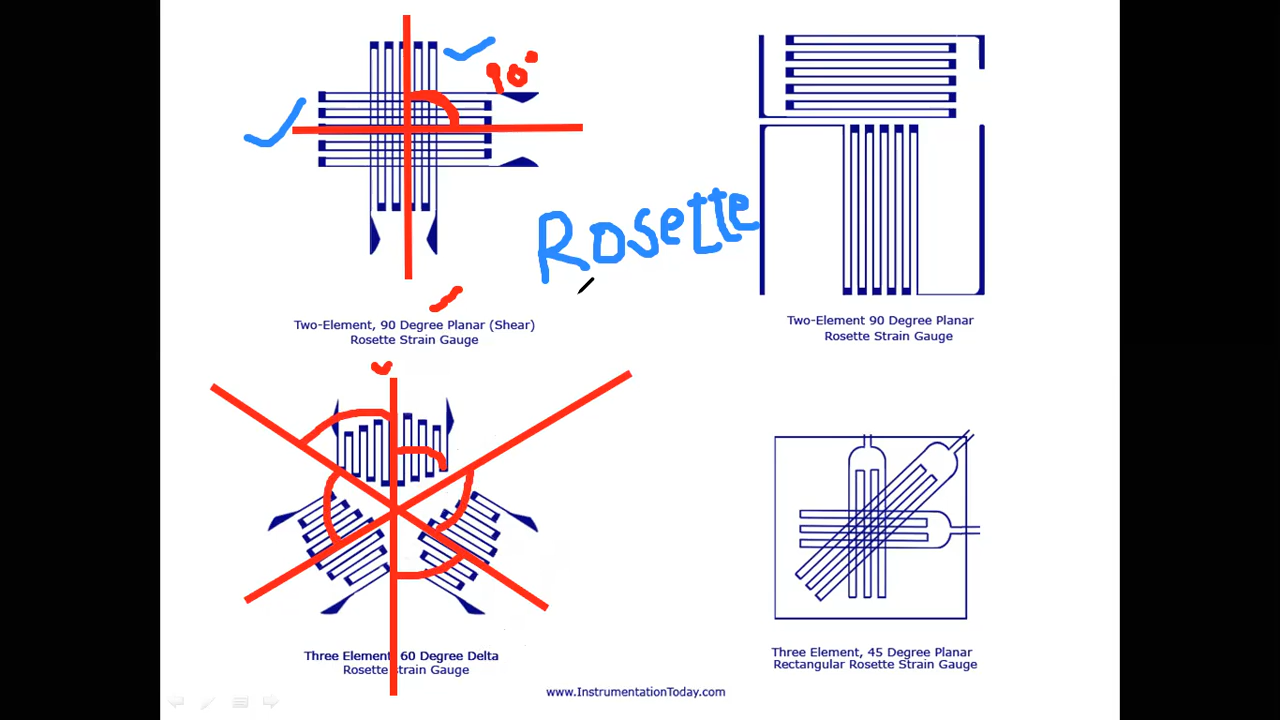 90°
Rosette
Two-Element, 90 Degree Planar (Shear)
Rosette Strain Gauge
Two-Element 90 Degree Planar
Rosette Strain Gauge
Three Element, 60 Degree Delta
Rosette Strain Gauge
Three Element, 45 Degree Planar
Rectangular Rosette Strain Gauge
www.InstrumentationToday.com